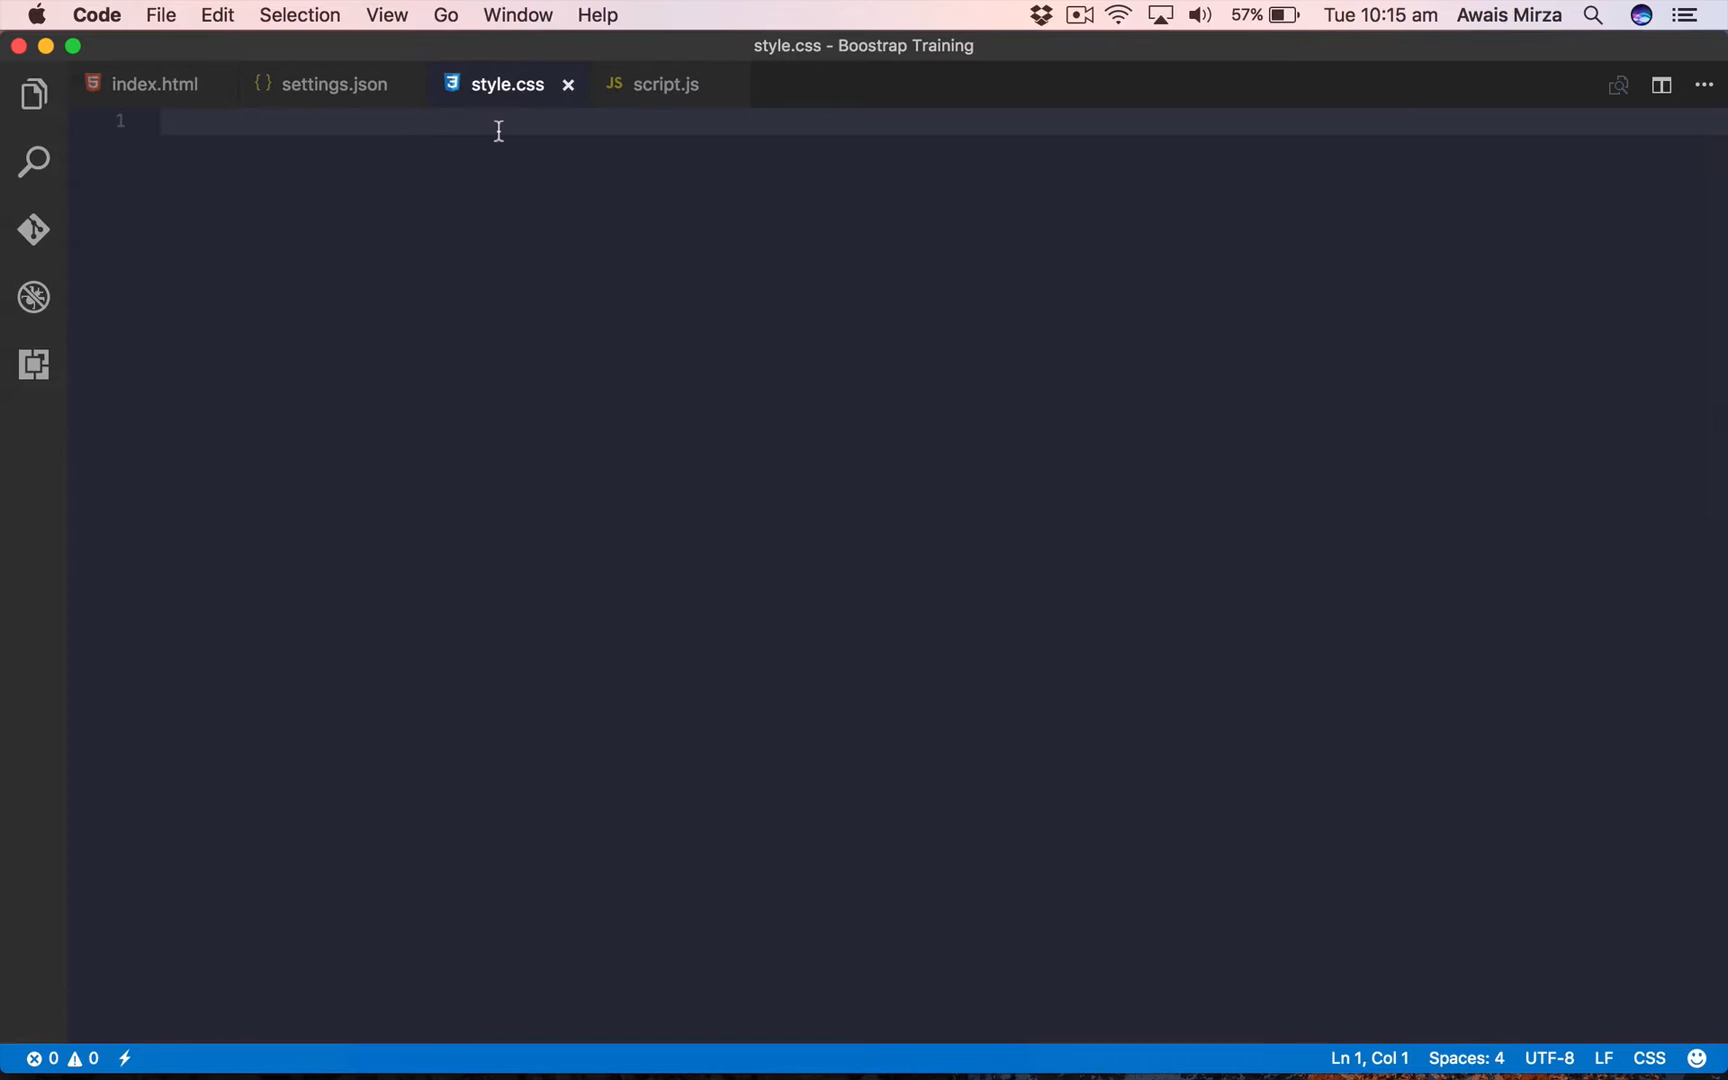 Code File Edit Selection View Go Window Help 57% Tue 10:15 am Awais Mirza
style.css - Boostrap Training
index.html {} settings.json style.css JS script.js
1
0 0 Ln 1, Col 1 Spaces: 4 UTF-8 LF CSS